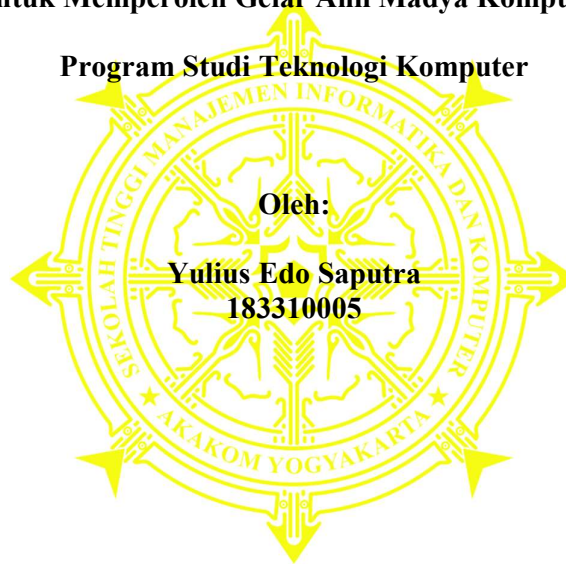 Memperoleh Gelar Ahli Madya
Program Studi Teknologi Komputer
Oleh:
Yulius Edo Saputra
183310005
SEKOLAH TINGGI MANAJEMEN INFORMATIKA DAN KOMPUTER
★ AKAKOM YOGYAKARTA ★